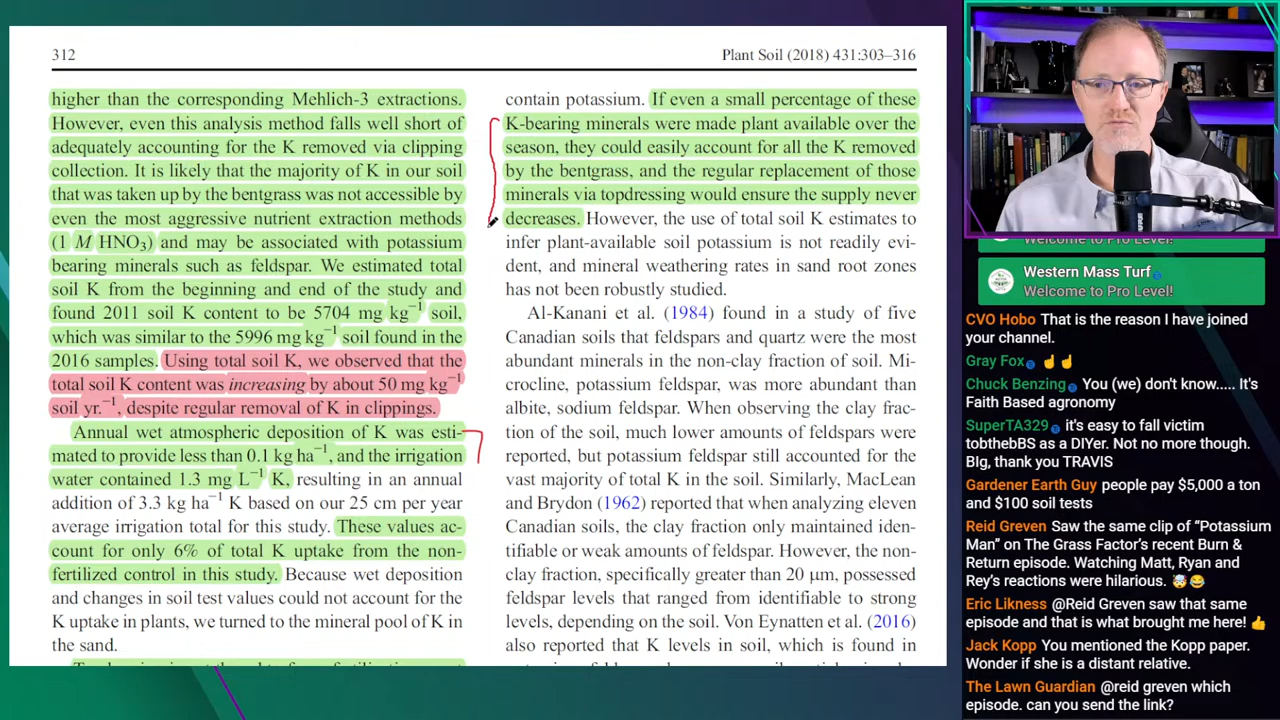 312
Plant Soil (2018) 431:303–316
higher than the corresponding Mehlich-3 extractions.
However, even this analysis method falls well short of
adequately accounting for the K removed via clipping
collection. It is likely that the majority of K in our soil
that was taken up by the bentgrass was not accessible by
even the most aggressive nutrient extraction methods
(1 M HNO3) and may be associated with potassium
bearing minerals such as feldspar. We estimated total
soil K from the beginning and end of the study and
found 2011 soil K content to be 5704 mg kg−1 soil,
which was similar to the 5996 mg kg−1 soil found in the
2016 samples. Using total soil K, we observed that the
total soil K content was increasing by about 50 mg kg−1
soil yr.−1, despite regular removal of K in clippings.
Annual wet atmospheric deposition of K was esti-
mated to provide less than 0.1 kg ha−1, and the irrigation
water contained 1.3 mg L−1 K, resulting in an annual
addition of 3.3 kg ha−1 K based on our 25 cm per year
average irrigation total for this study. These values ac-
count for only 6% of total K uptake from the non-
fertilized control in this study. Because wet deposition
and changes in soil test values could not account for the
K uptake in plants, we turned to the mineral pool of K in
the sand.
contain potassium. If even a small percentage of these
K-bearing minerals were made plant available over the
season, they could easily account for all the K removed
by the bentgrass, and the regular replacement of those
minerals via topdressing would ensure the supply never
decreases. However, the use of total soil K estimates to
infer plant-available soil potassium is not readily evi-
dent, and mineral weathering rates in sand root zones
has not been robustly studied.
Al-Kanani et al. (1984) found in a study of five
Canadian soils that feldspars and quartz were the most
abundant minerals in the non-clay fraction of soil. Mi-
crocline, potassium feldspar, was more abundant than
albite, sodium feldspar. When observing the clay frac-
tion of the soil, much lower amounts of feldspars were
reported, but potassium feldspar still accounted for the
vast majority of total K in the soil. Similarly, MacLean
and Brydon (1962) reported that when analyzing eleven
Canadian soils, the clay fraction only maintained iden-
tifiable or weak amounts of feldspar. However, the non-
clay fraction, specifically greater than 20 μm, possessed
feldspar levels that ranged from identifiable to strong
levels, depending on the soil. Von Eynatten et al. (2016)
also reported that K levels in soil, which is found in
Welcome to Pro Level!
Western Mass Turf
Welcome to Pro Level!
CVO Hobo That is the reason I have joined
your channel.
Gray Fox ☝️☝️
Chuck Benzing You (we) don't know..... It's
Faith Based agronomy
SuperTA329 it's easy to fall victim
tobthebBS as a DIYer. Not no more though.
BIg, thank you TRAVIS
Gardener Earth Guy people pay $5,000 a ton
and $100 soil tests
Reid Greven Saw the same clip of “Potassium
Man” on The Grass Factor’s recent Burn &
Return episode. Watching Matt, Ryan and
Rey’s reactions were hilarious. 🤯😂
Eric Likness @Reid Greven saw that same
episode and that is what brought me here! 👍
Jack Kopp You mentioned the Kopp paper.
Wonder if she is a distant relative.
The Lawn Guardian @reid greven which
episode. can you send the link?